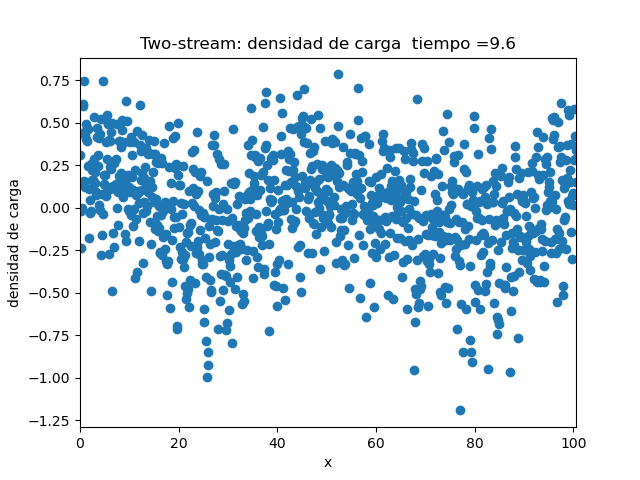 Two-stream: densidad de carga  tiempo =9.6
densidad de carga
0.75
0.50
0.25
0.00
−0.25
−0.50
−0.75
−1.00
−1.25
0 20 40 60 80 100
x